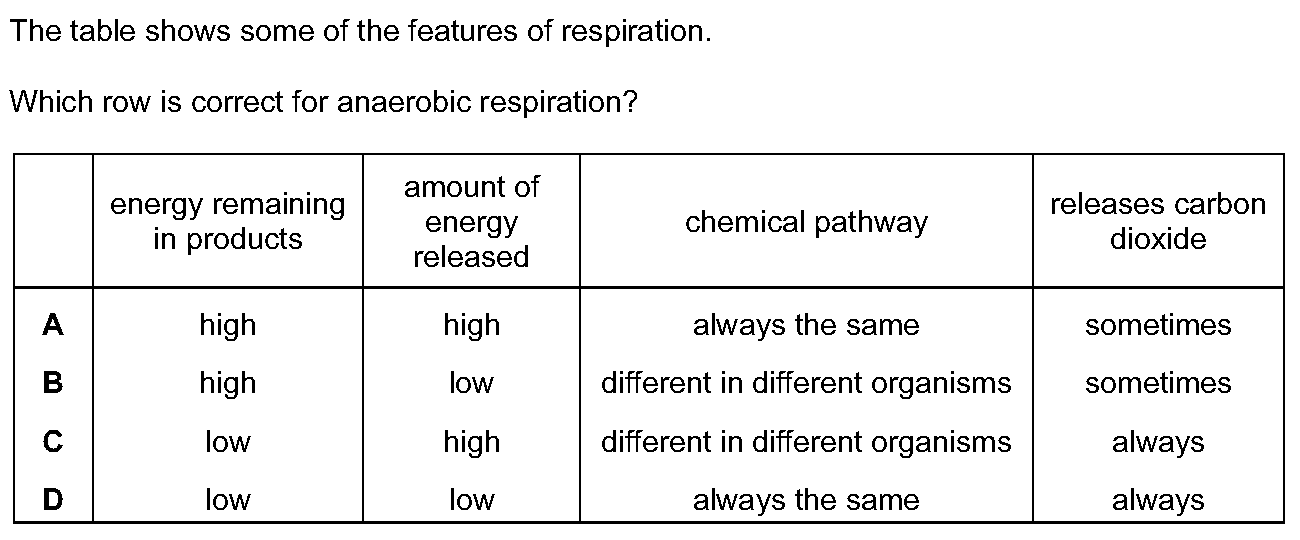 The table shows some of the features of respiration.
Which row is correct for anaerobic respiration?
energy remaining
in products
amount of
energy
released
chemical pathway
releases carbon
dioxide
A high high always the same sometimes
B high low different in different organisms sometimes
C low high different in different organisms always
D low low always the same always